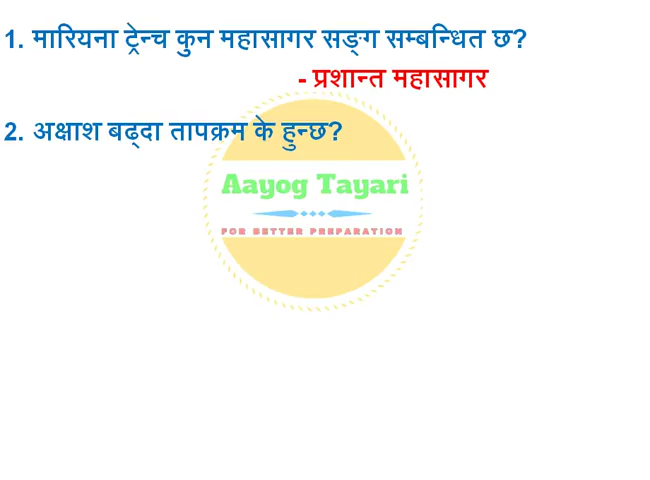 1. मारियना ट्रेन्च कुन महासागर सङ्ग सम्बन्धित छ?
- प्रशान्त महासागर
2. अक्षाश बढ्दा तापक्रम के हुन्छ?
Aayog Tayari
FOR BETTER PREPARATION